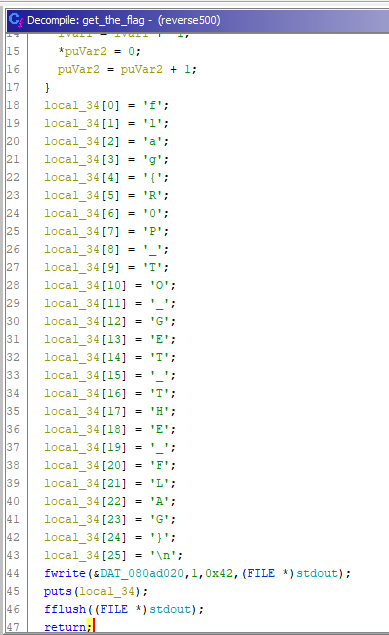 Decompile: get_the_flag - (reverse500)
15 *puVar2 = 0;
16 puVar2 = puVar2 + 1;
17 }
18 local_34[0] = 'f';
19 local_34[1] = 'l';
20 local_34[2] = 'a';
21 local_34[3] = 'g';
22 local_34[4] = '{';
23 local_34[5] = 'R';
24 local_34[6] = '0';
25 local_34[7] = 'P';
26 local_34[8] = '_';
27 local_34[9] = 'T';
28 local_34[10] = 'O';
29 local_34[11] = '_';
30 local_34[12] = 'G';
31 local_34[13] = 'E';
32 local_34[14] = 'T';
33 local_34[15] = '_';
34 local_34[16] = 'T';
35 local_34[17] = 'H';
36 local_34[18] = 'E';
37 local_34[19] = '_';
38 local_34[20] = 'F';
39 local_34[21] = 'L';
40 local_34[22] = 'A';
41 local_34[23] = 'G';
42 local_34[24] = '}';
43 local_34[25] = '\n';
44 fwrite(&DAT_080ad020,1,0x42,(FILE *)stdout);
45 puts(local_34);
46 fflush((FILE *)stdout);
47 return;